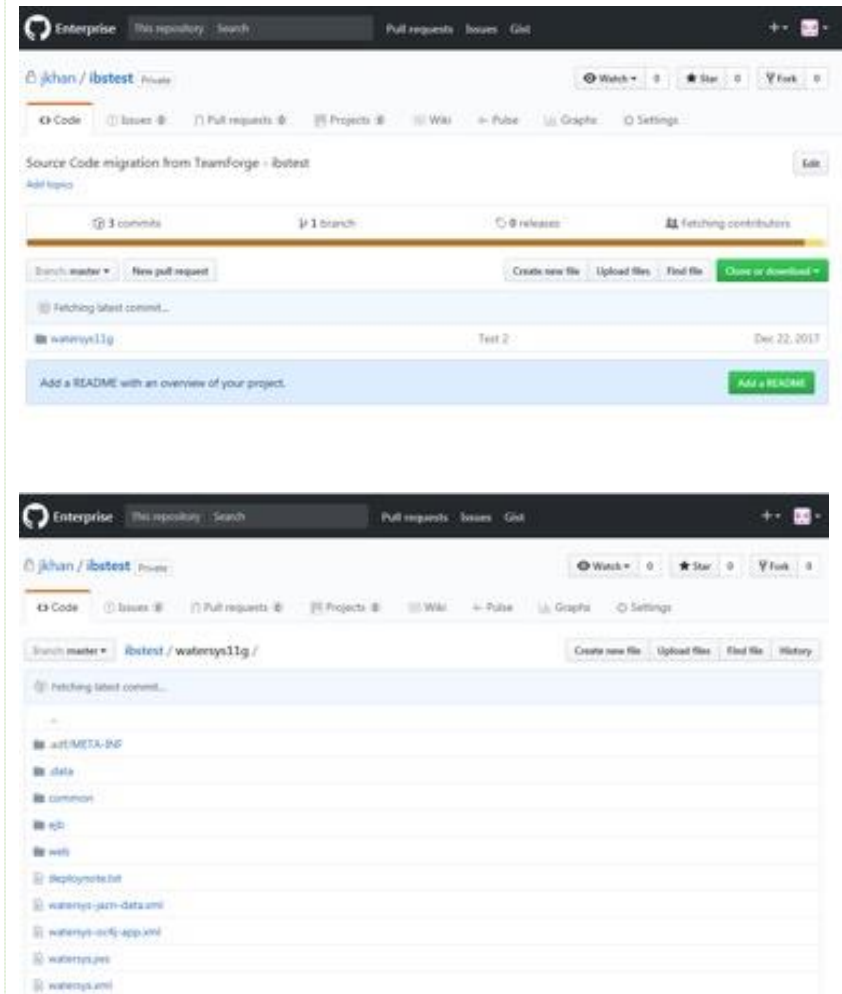 Enterprise This repository Search Pull requests Issues Gist
jkhan / ibstest Private Watch 0 Star 0 Fork 0
Code Issues 0 Pull requests 0 Projects 0 Wiki Pulse Graphs Settings
Source Code migration from Teamforge - ibstest Edit
Add topics
3 commits 1 branch 0 releases Fetching contributors
Branch: master New pull request Create new file Upload files Find file Clone or download
Fetching latest commit...
watersys11g Test 2 Dec 22, 2017
Add a README with an overview of your project. Add a README
Enterprise This repository Search Pull requests Issues Gist
jkhan / ibstest Private Watch 0 Star 0 Fork 0
Code Issues 0 Pull requests 0 Projects 0 Wiki Pulse Graphs Settings
Branch: master ibstest / watersys11g / Create new file Upload files Find file History
Fetching latest commit...
..
.adf/META-INF
.data
common
ejb
web
deploynote.txt
watersys-jazn-data.xml
watersys-oc4j-app.xml
watersys.jws
watersys.xml